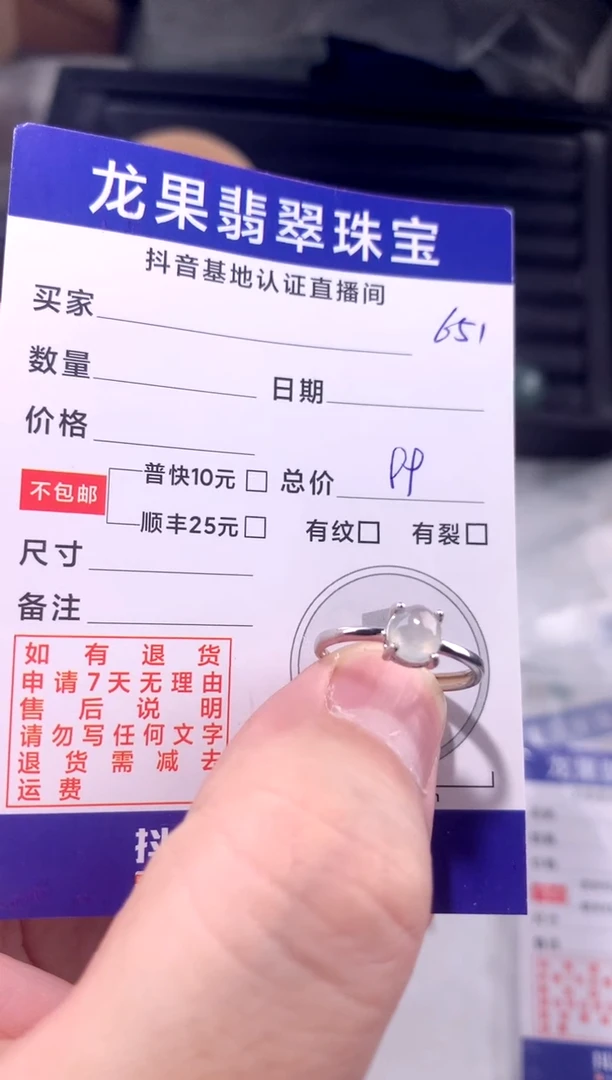 龙果翡翠珠宝
抖音基地认证直播间
651
买家
数量 日期
价格
不包邮 普快10元 总价 PP
顺丰25元 有纹 有裂
尺寸
备注
如有退货
申请7天无理由
售后说明
请勿写任何文字
退货需减去
运费
抖
龙果